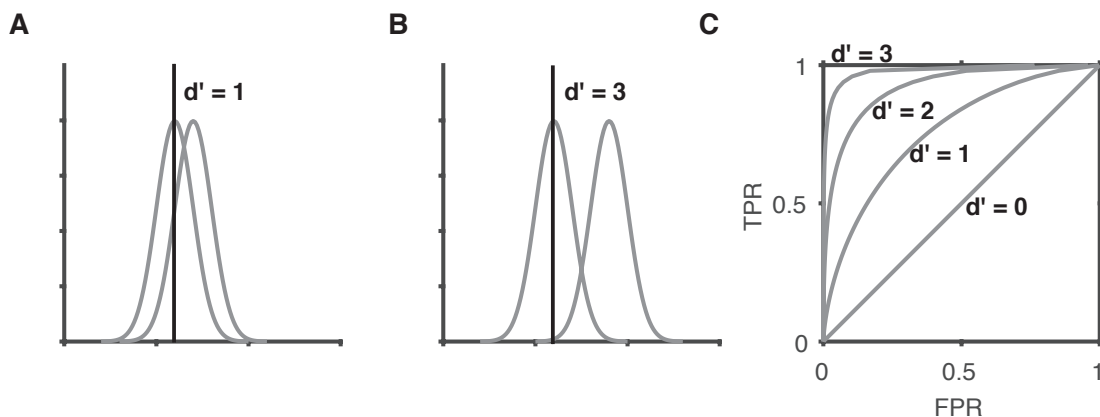 A
B
C
d' = 1
d' = 3
d' = 3
1
d' = 2
d' = 1
TPR
0.5
d' = 0
0
0
0.5
1
FPR